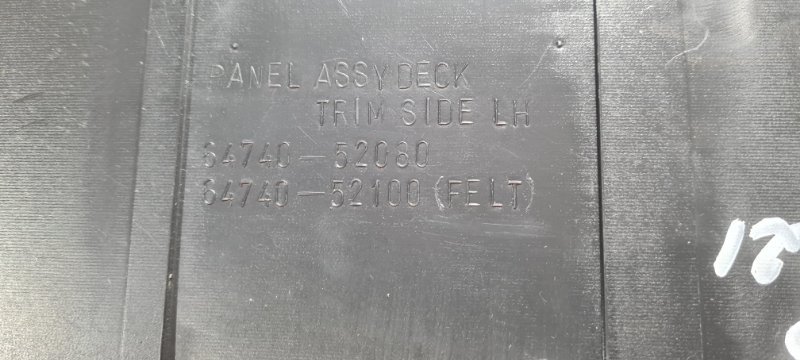 PANEL ASSY DECK
TRIM SIDE LH
64740-52080
64740-52100 (FELT)